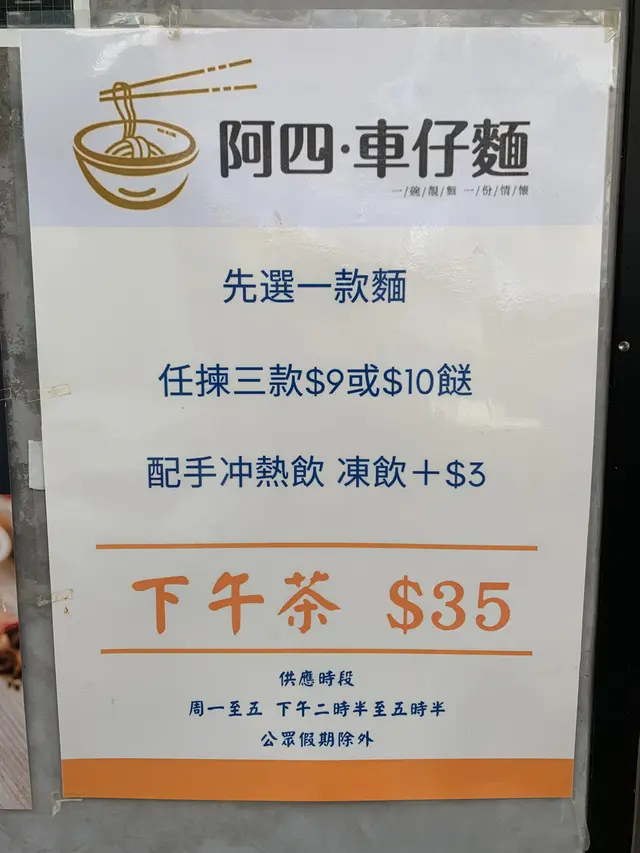 阿四·車仔麵
一/碗/靚/麵 一/份/情/懷
先選一款麵
任揀三款$9或$10餸
配手冲熱飲 凍飲＋$3
下午茶 $35
供應時段
周一至五 下午二時半至五時半
公眾假期除外